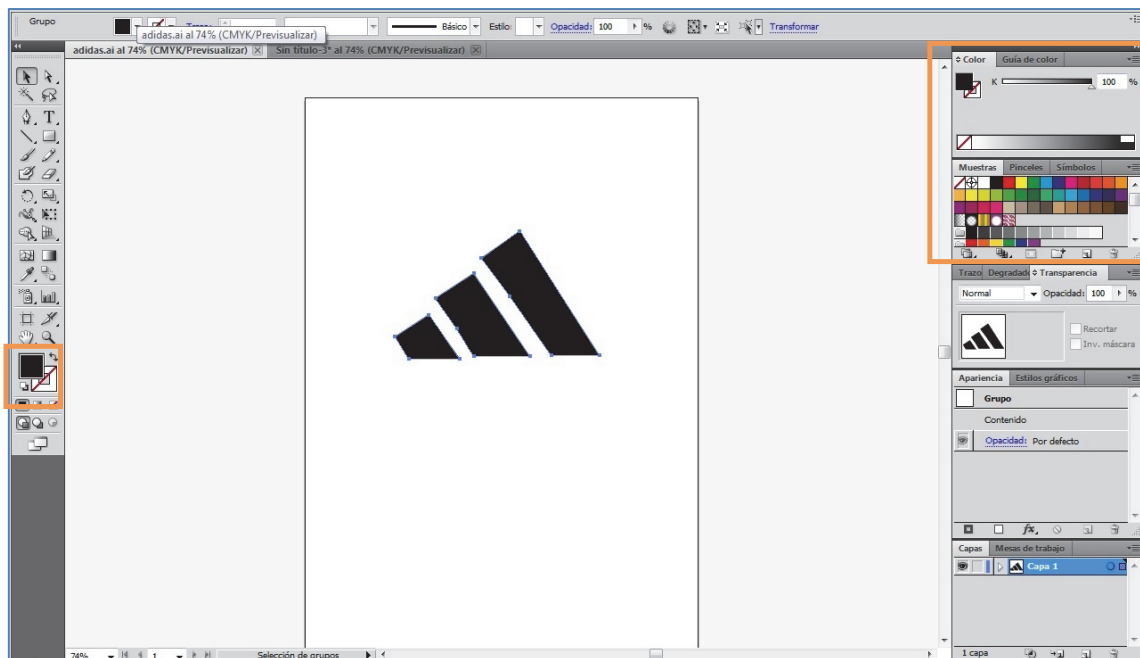 Grupo
Básico
Estilo:
Opacidad: 100 %
Transformar
adidas.ai al 74% (CMYK/Previsualizar)
adidas.ai al 74% (CMYK/Previsualizar) Sin título-3* al 74% (CMYK/Previsualizar)
Color Guía de color
K 100 %
Muestras Pinceles Símbolos
Trazo Degradado Transparencia
Normal Opacidad: 100 %
Recortar
Inv. máscara
Apariencia Estilos gráficos
Grupo
Contenido
Opacidad: Por defecto
fx
Capas Mesas de trabajo
Capa 1
74% 1 Selección de grupos
1 capa